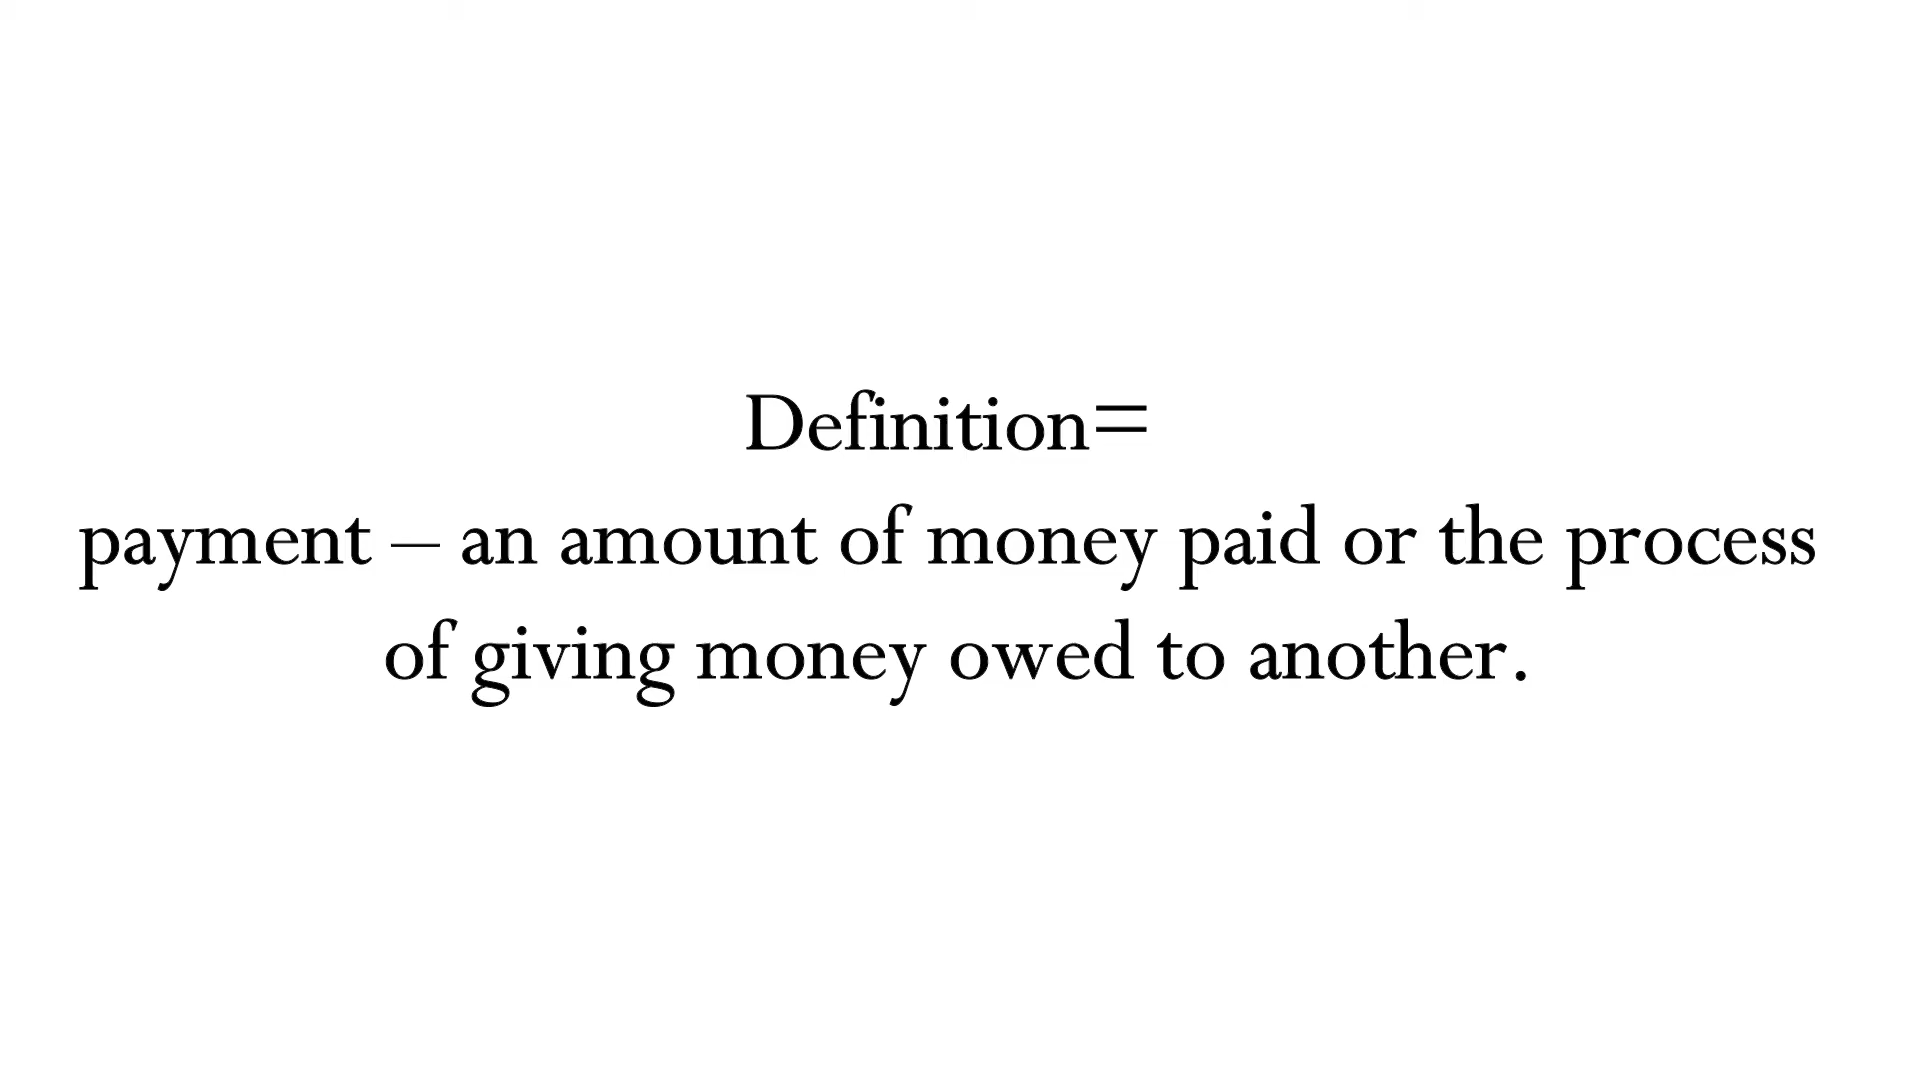 Definition=
payment – an amount of money paid or the process
of giving money owed to another.